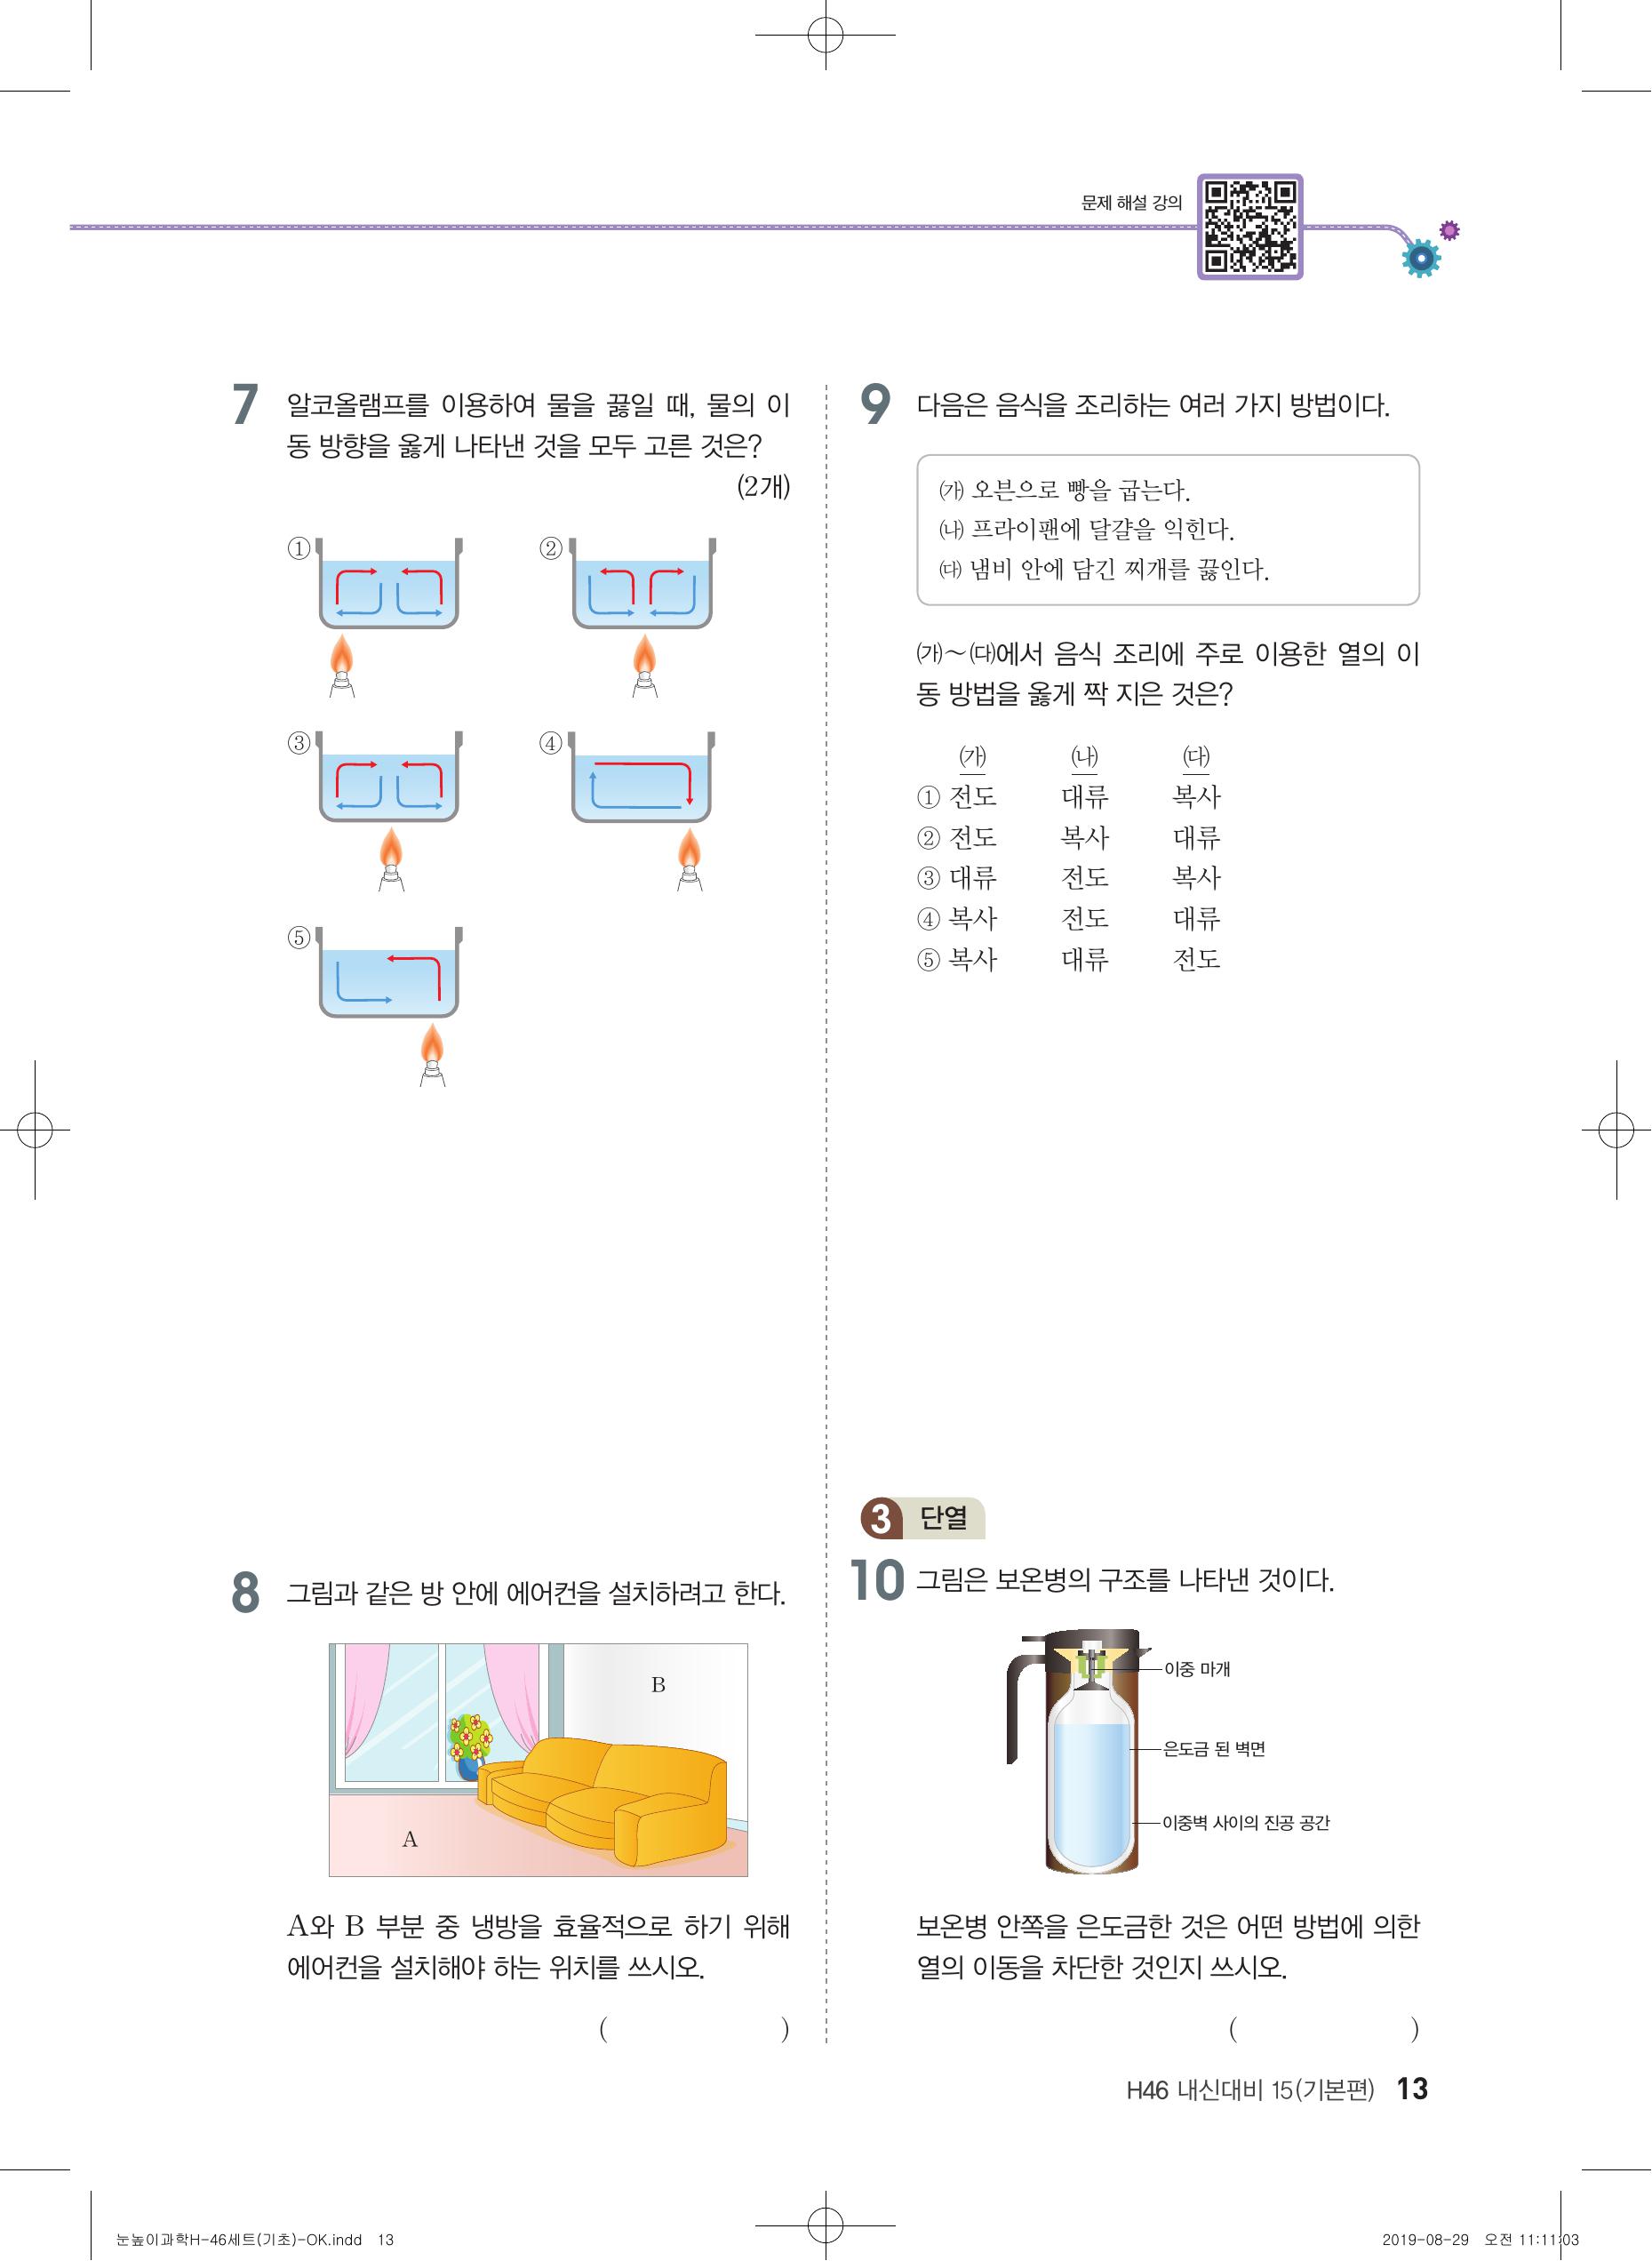 문제 해설 강의
7 알코올램프를 이용하여 물을 끓일 때, 물의 이
동 방향을 옳게 나타낸 것을 모두 고른 것은?
(2개)
① ②
③ ④
⑤
8 그림과 같은 방 안에 에어컨을 설치하려고 한다.
B
A
A와 B 부분 중 냉방을 효율적으로 하기 위해
에어컨을 설치해야 하는 위치를 쓰시오.
( )
9 다음은 음식을 조리하는 여러 가지 방법이다.
㈎ 오븐으로 빵을 굽는다.
㈏ 프라이팬에 달걀을 익힌다.
㈐ 냄비 안에 담긴 찌개를 끓인다.
㈎~㈐에서 음식 조리에 주로 이용한 열의 이
동 방법을 옳게 짝 지은 것은?
㈎ ㈏ ㈐
① 전도 대류 복사
② 전도 복사 대류
③ 대류 전도 복사
④ 복사 전도 대류
⑤ 복사 대류 전도
3 단열
10 그림은 보온병의 구조를 나타낸 것이다.
이중 마개
은도금 된 벽면
이중벽 사이의 진공 공간
보온병 안쪽을 은도금한 것은 어떤 방법에 의한
열의 이동을 차단한 것인지 쓰시오.
( )
H46 내신대비 15(기본편) 13
눈높이과학H-46세트(기초)-OK.indd 13
2019-08-29 오전 11:11:03